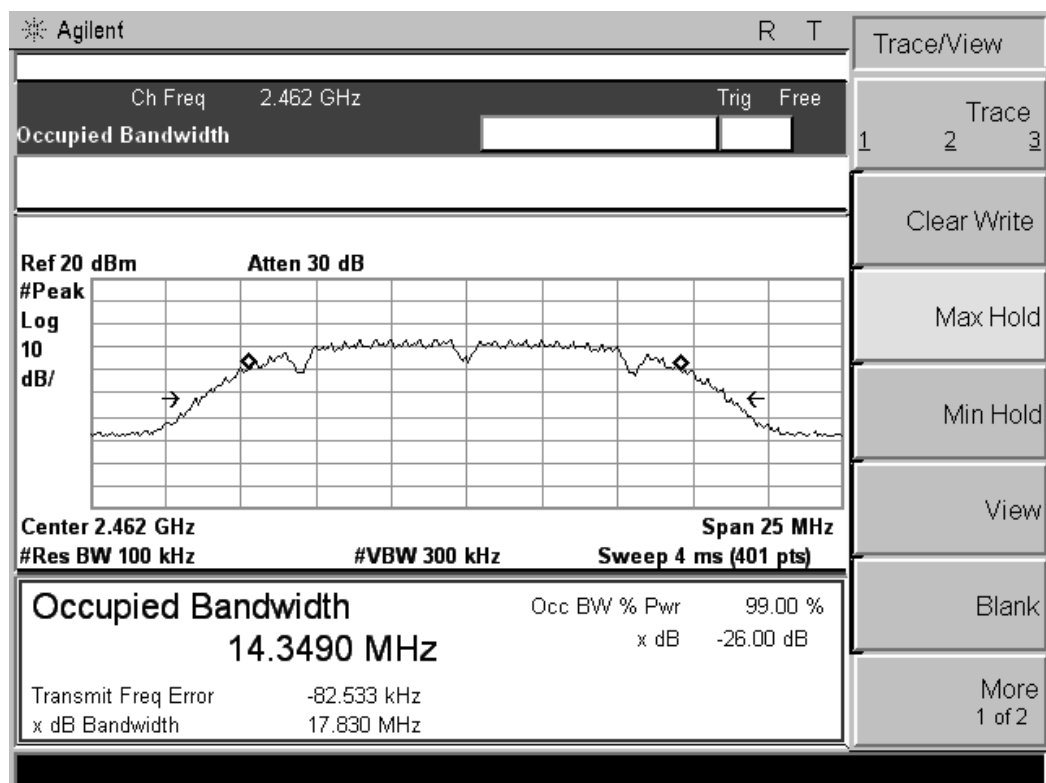 Agilent R T
Trace/View
Ch Freq 2.462 GHz Trig Free
Occupied Bandwidth
Trace
1 2 3
Clear Write
Max Hold
Min Hold
View
Blank
More
1 of 2
Ref 20 dBm Atten 30 dB
#Peak
Log
10
dB/
Center 2.462 GHz Span 25 MHz
#Res BW 100 kHz #VBW 300 kHz Sweep 4 ms (401 pts)
Occupied Bandwidth
14.3490 MHz
Occ BW % Pwr 99.00 %
x dB -26.00 dB
Transmit Freq Error -82.533 kHz
x dB Bandwidth 17.830 MHz